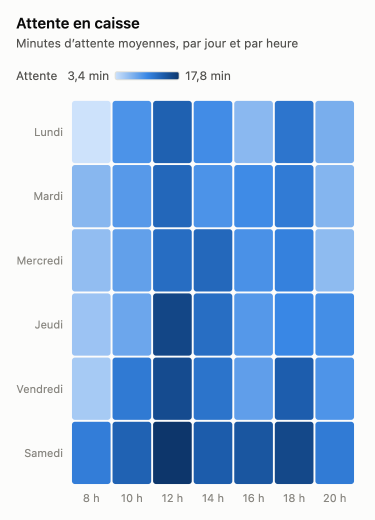 Attente en caisse
Minutes d’attente moyennes, par jour et par heure
Attente 3,4 min 17,8 min
Lundi
Mardi
Mercredi
Jeudi
Vendredi
Samedi
8 h 10 h 12 h 14 h 16 h 18 h 20 h